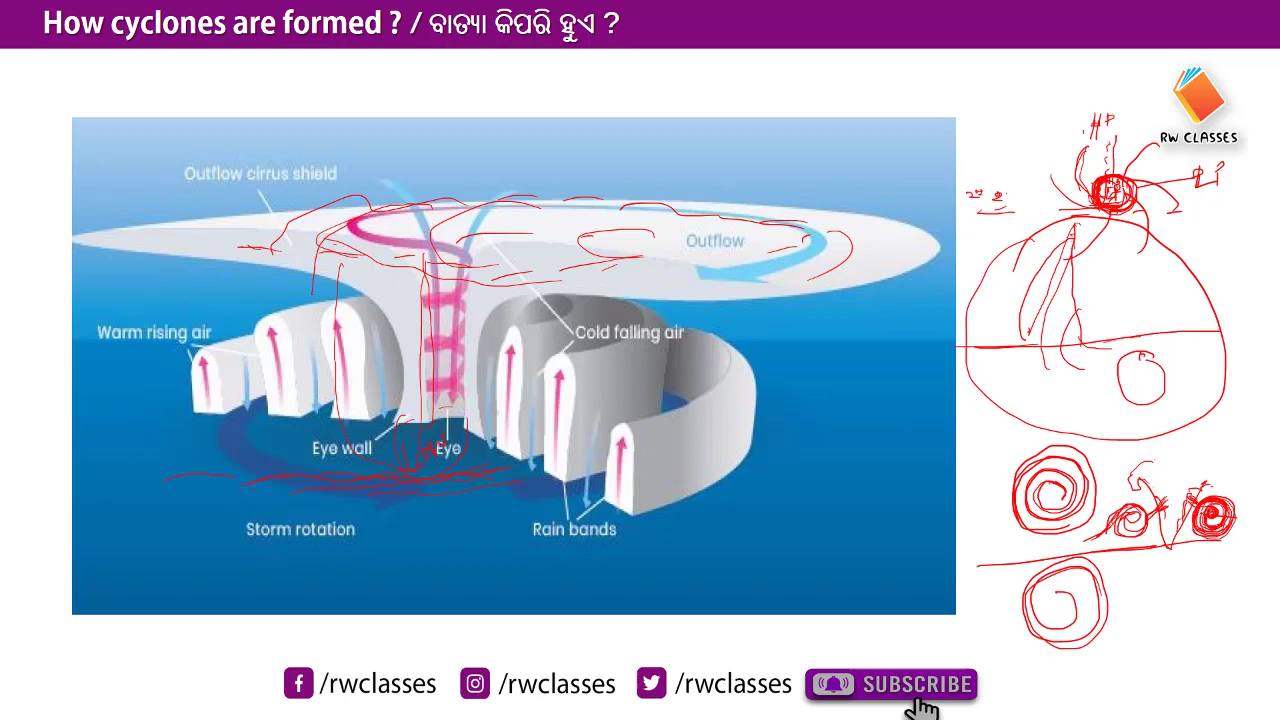 How cyclones are formed ? / ବାତ୍ୟା କିପରି ହୁଏ ?
RW CLASSES
HP
Outflow cirrus shield
Outflow
Warm rising air
Cold falling air
Eye wall
Eye
Storm rotation
Rain bands
/rwclasses
/rwclasses
/rwclasses
SUBSCRIBE